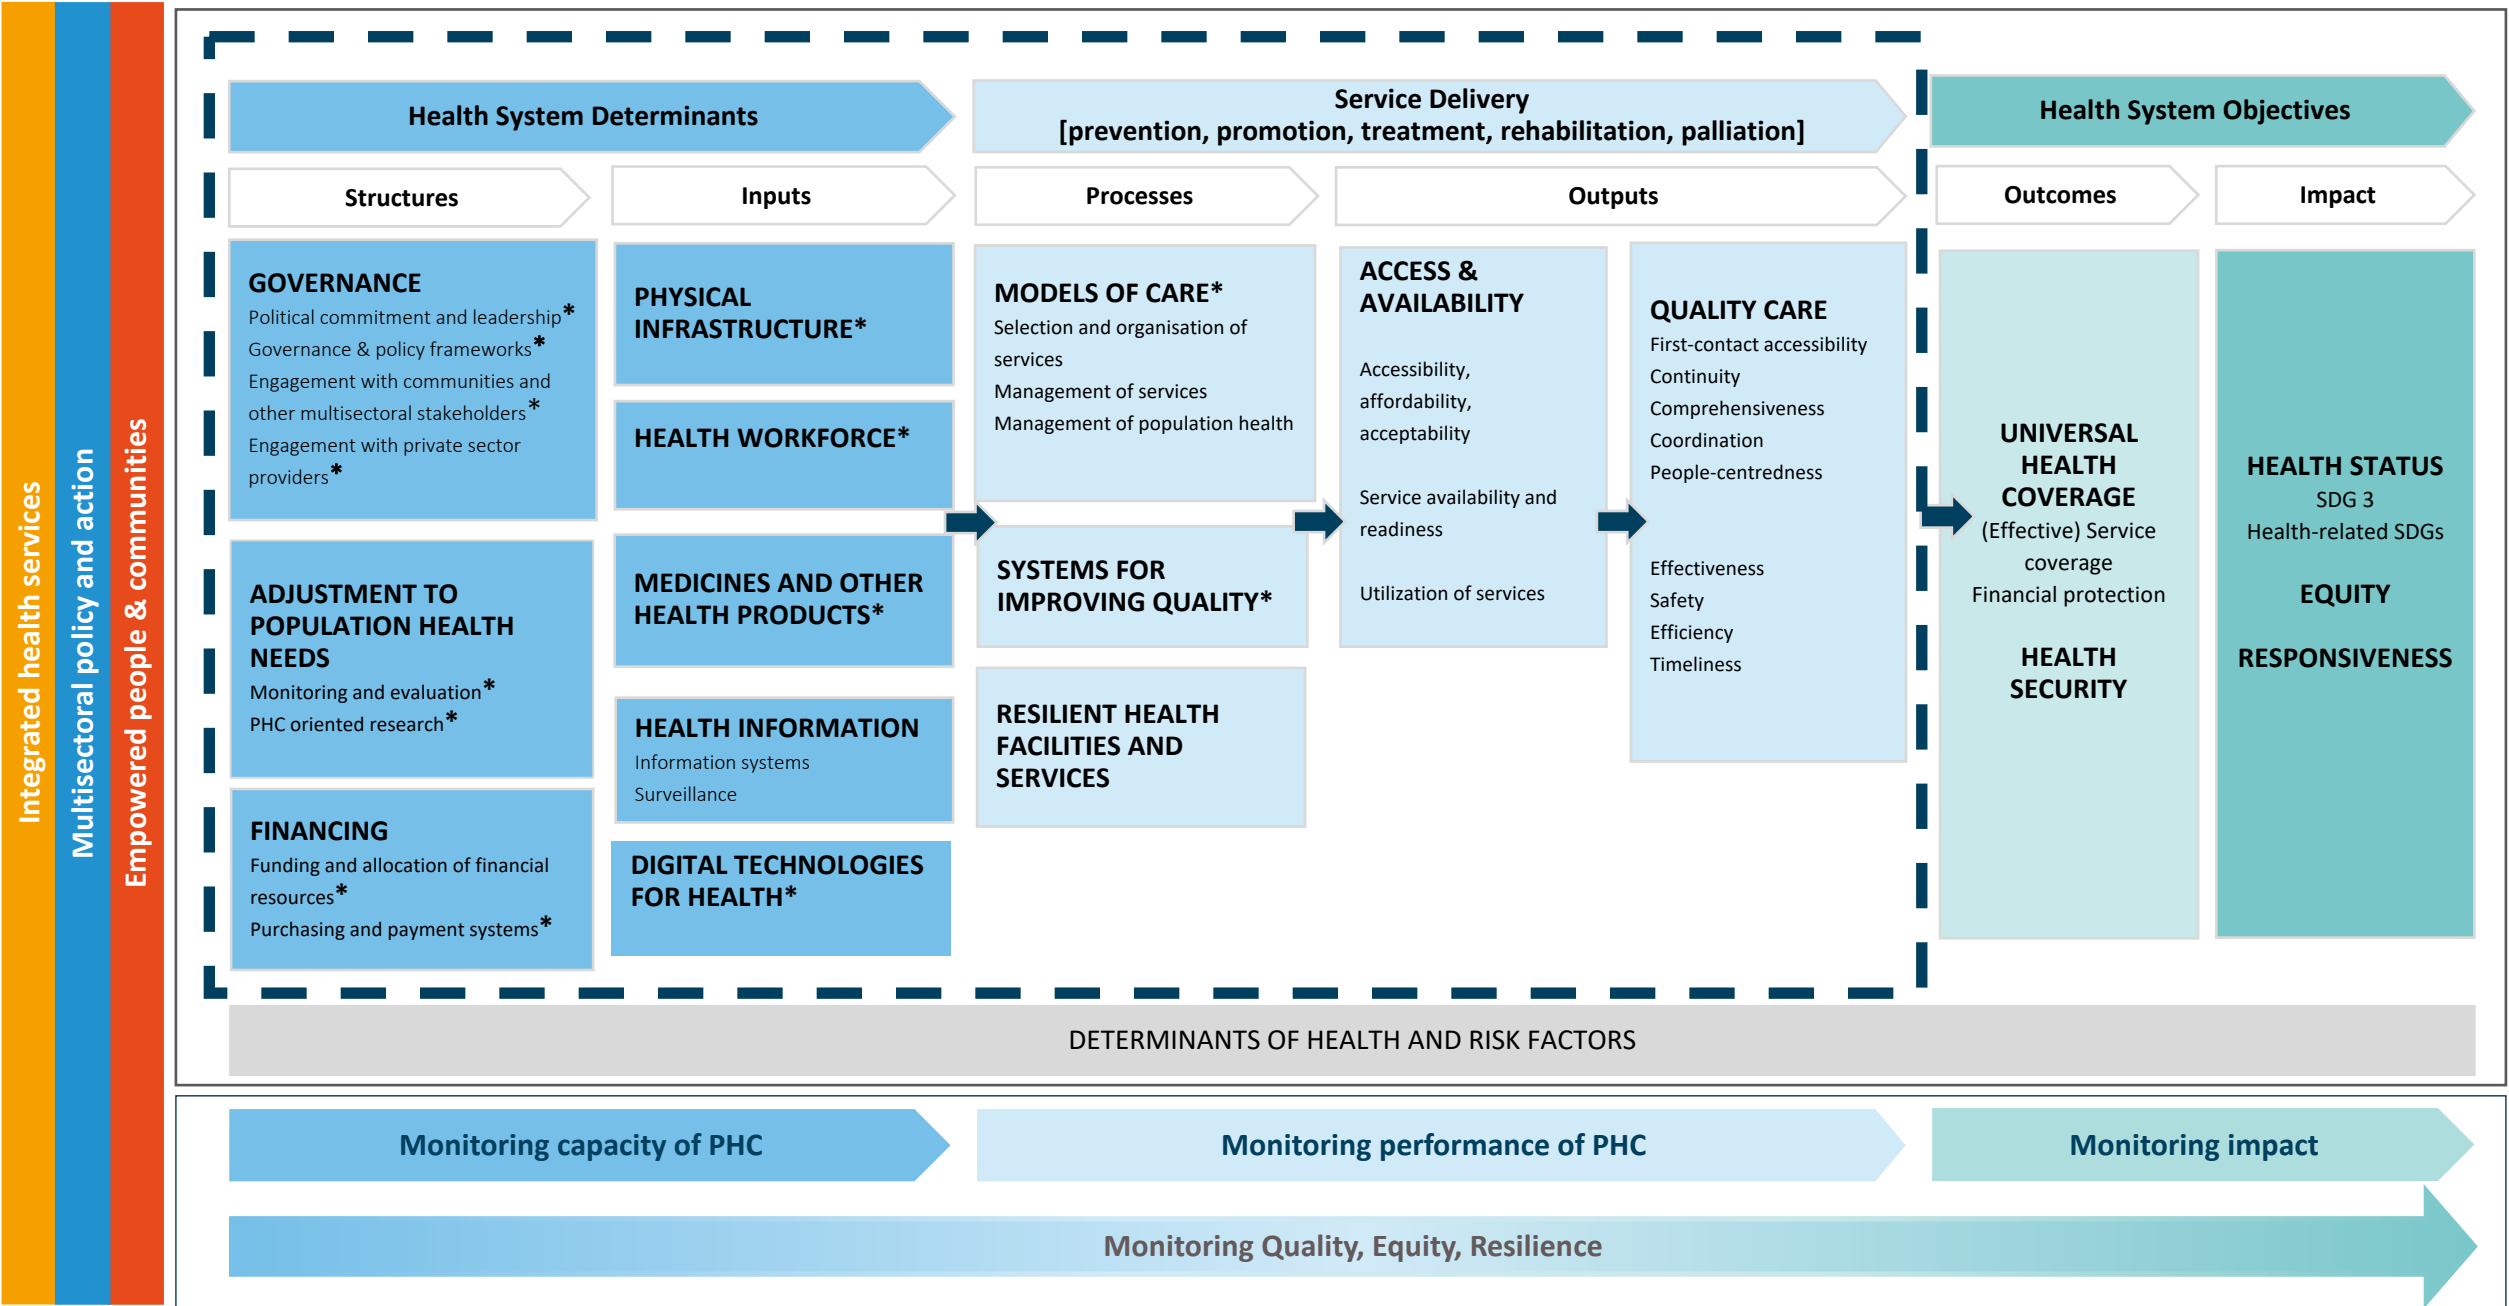 Integrated health services
Multisectoral policy and action
Empowered people & communities
Health System Determinants
Service Delivery
[prevention, promotion, treatment, rehabilitation, palliation]
Health System Objectives
Structures
Inputs
Processes
Outputs
Outcomes
Impact
GOVERNANCE
Political commitment and leadership*
Governance & policy frameworks*
Engagement with communities and
other multisectoral stakeholders*
Engagement with private sector
providers*
ADJUSTMENT TO
POPULATION HEALTH
NEEDS
Monitoring and evaluation*
PHC oriented research*
FINANCING
Funding and allocation of financial
resources*
Purchasing and payment systems*
PHYSICAL
INFRASTRUCTURE*
HEALTH WORKFORCE*
MEDICINES AND OTHER
HEALTH PRODUCTS*
HEALTH INFORMATION
Information systems
Surveillance
DIGITAL TECHNOLOGIES
FOR HEALTH*
MODELS OF CARE*
Selection and organisation of
services
Management of services
Management of population health
SYSTEMS FOR
IMPROVING QUALITY*
RESILIENT HEALTH
FACILITIES AND
SERVICES
ACCESS &
AVAILABILITY
Accessibility,
affordability,
acceptability
Service availability and
readiness
Utilization of services
QUALITY CARE
First-contact accessibility
Continuity
Comprehensiveness
Coordination
People-centredness
Effectiveness
Safety
Efficiency
Timeliness
UNIVERSAL
HEALTH
COVERAGE
(Effective) Service
coverage
Financial protection
HEALTH
SECURITY
HEALTH STATUS
SDG 3
Health-related SDGs
EQUITY
RESPONSIVENESS
DETERMINANTS OF HEALTH AND RISK FACTORS
Monitoring capacity of PHC
Monitoring performance of PHC
Monitoring impact
Monitoring Quality, Equity, Resilience